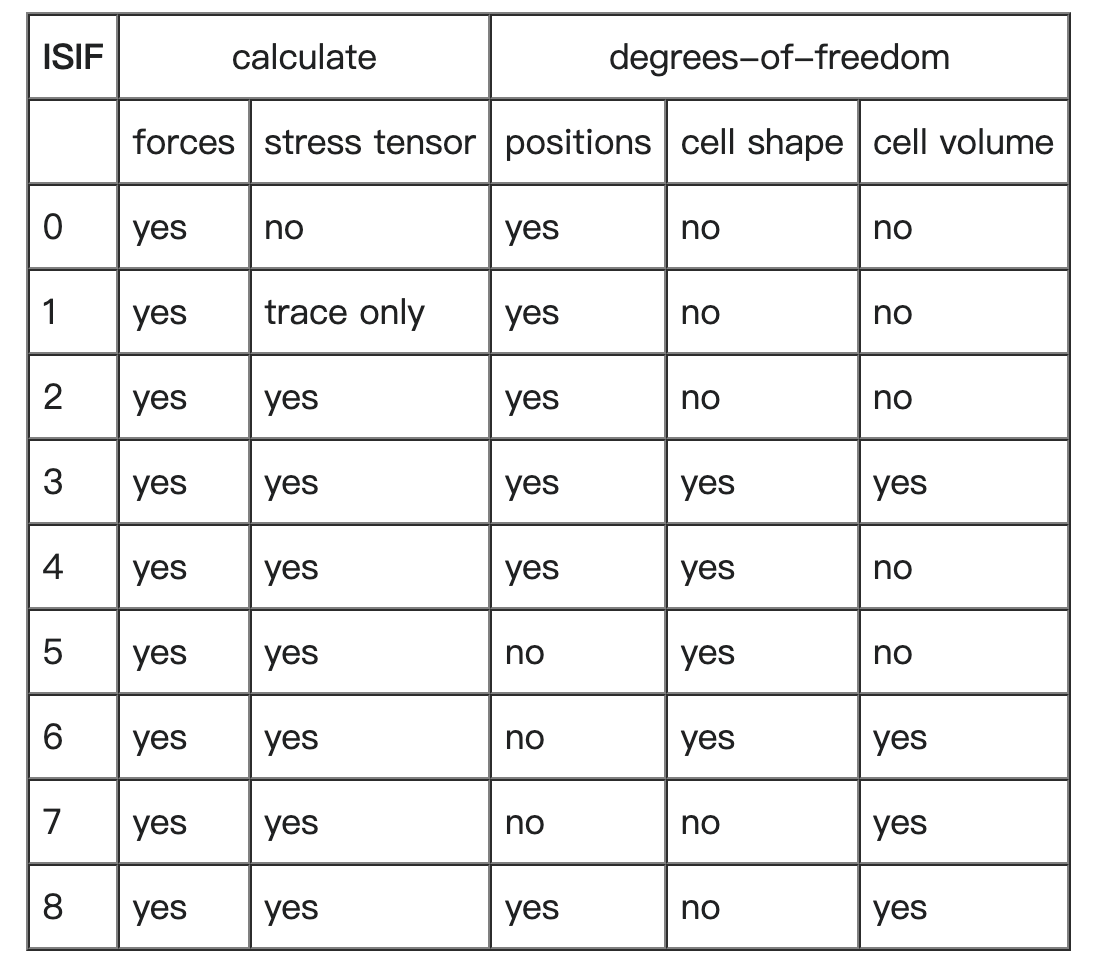 ISIF calculate degrees–of–freedom
forces stress tensor positions cell shape cell volume
0 yes no yes no no
1 yes trace only yes no no
2 yes yes yes no no
3 yes yes yes yes yes
4 yes yes yes yes no
5 yes yes no yes no
6 yes yes no yes yes
7 yes yes no no yes
8 yes yes yes no yes